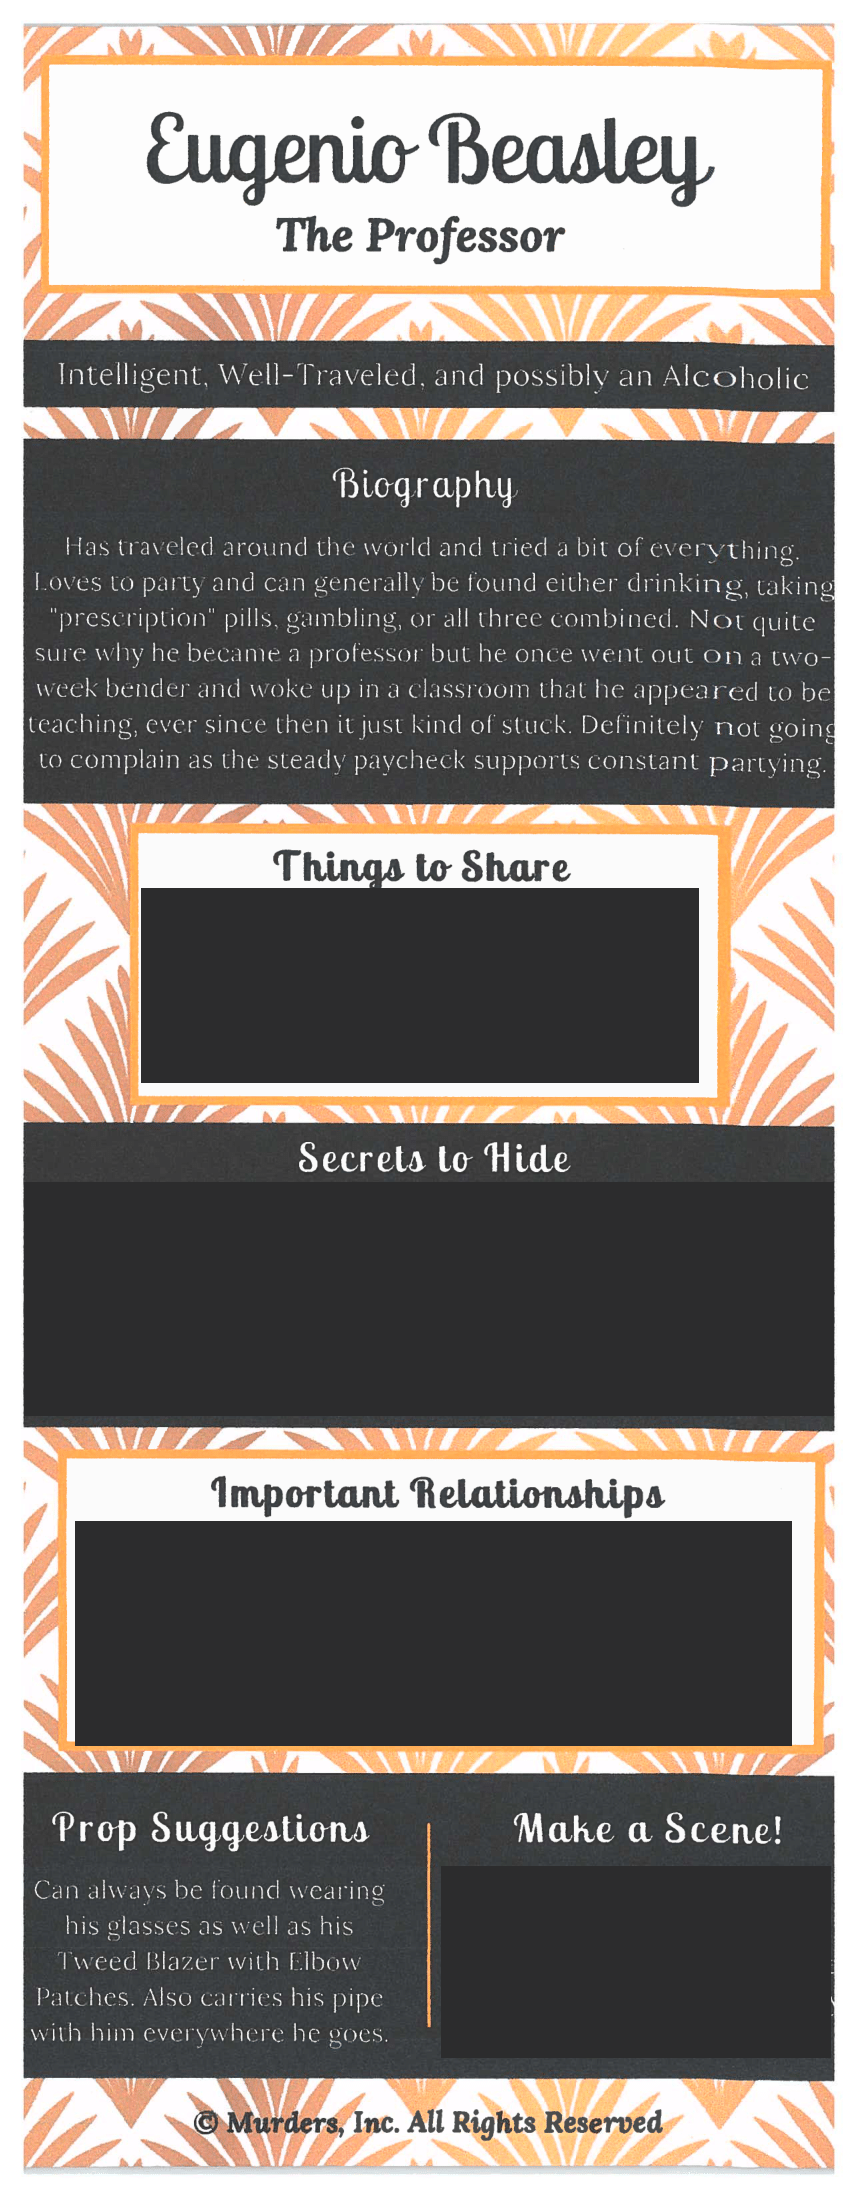 Eugenio Beasley
The Professor
Intelligent, Well-Traveled, and possibly an Alcoholic
Biography
Has traveled around the world and tried a bit of everything.
Loves to party and can generally be found either drinking, taking
"prescription" pills, gambling, or all three combined. Not quite
sure why he became a professor but he once went out on a two-
week bender and woke up in a classroom that he appeared to be
teaching, ever since then it just kind of stuck. Definitely not going
to complain as the steady paycheck supports constant partying.
Things to Share
Secrets to Hide
Important Relationships
Prop Suggestions
Can always be found wearing
his glasses as well as his
Tweed Blazer with Elbow
Patches. Also carries his pipe
with him everywhere he goes.
Make a Scene!
© Murders, Inc. All Rights Reserved